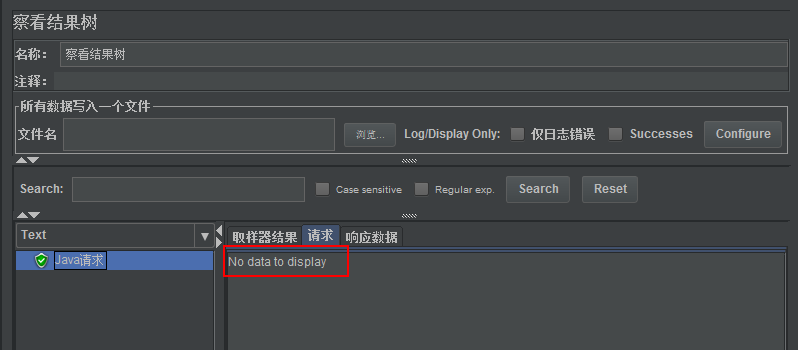 察看结果树
名称： 察看结果树
注释：
所有数据写入一个文件
文件名 浏览... Log/Display Only: 仅日志错误 Successes Configure
Search: Case sensitive Regular exp. Search Reset
Text 取样器结果 请求 响应数据
Java请求 No data to display